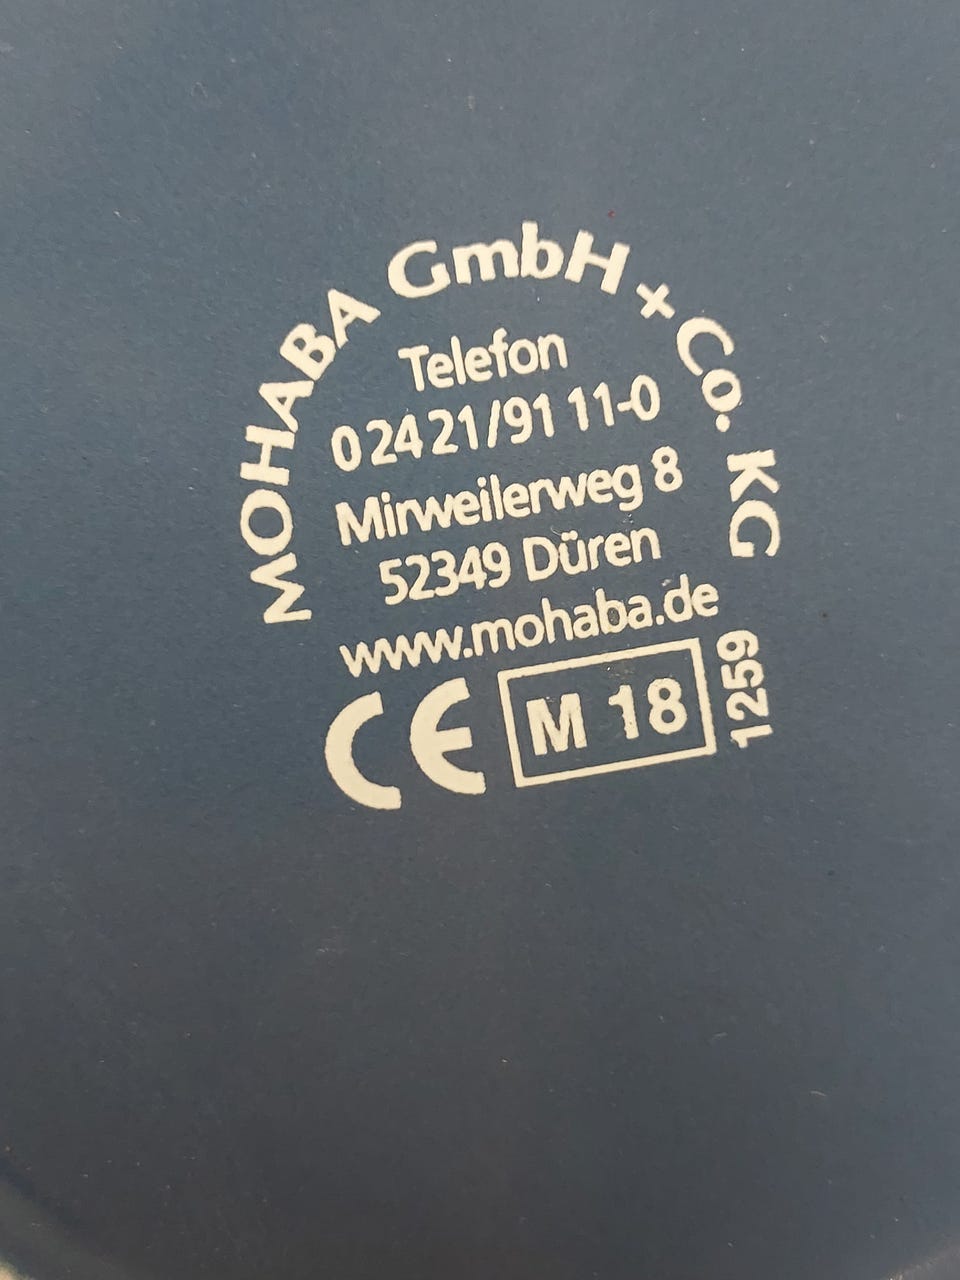 MOHABA GmbH + Co. KG
Telefon
0 24 21/91 11-0
Mirweilerweg 8
52349 Düren
www.mohaba.de
CE M 18 1259